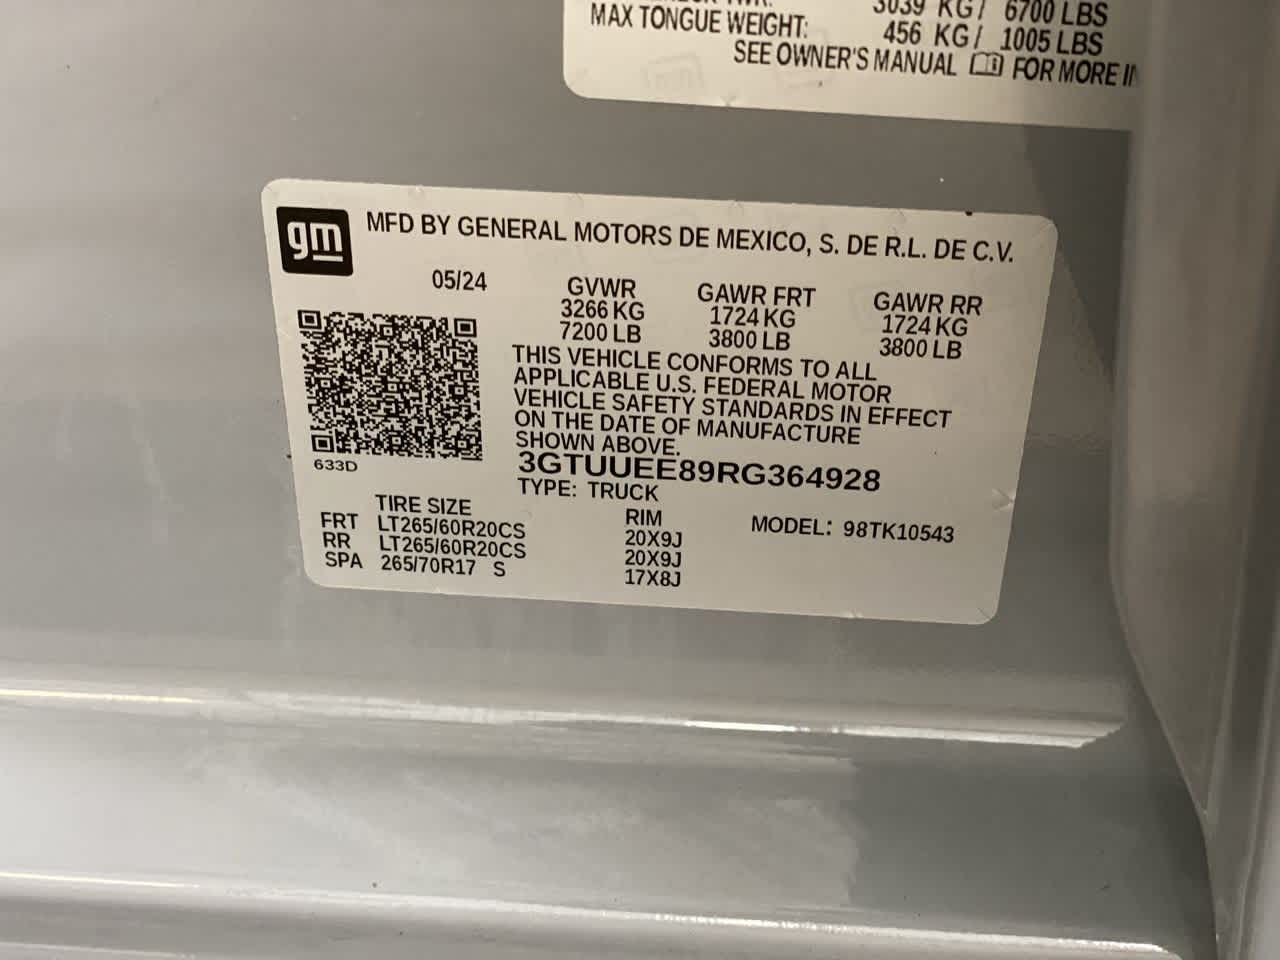 3039 KG / 6700 LBS
MAX TONGUE WEIGHT: 456 KG / 1005 LBS
SEE OWNER'S MANUAL FOR MORE
gm
MFD BY GENERAL MOTORS DE MEXICO, S. DE R.L. DE C.V.
05/24 GVWR GAWR FRT GAWR RR
3266 KG 1724 KG 1724 KG
7200 LB 3800 LB 3800 LB
THIS VEHICLE CONFORMS TO ALL
APPLICABLE U.S. FEDERAL MOTOR
VEHICLE SAFETY STANDARDS IN EFFECT
ON THE DATE OF MANUFACTURE
SHOWN ABOVE.
633D
3GTUUEE89RG364928
TYPE: TRUCK
TIRE SIZE RIM MODEL: 98TK10543
FRT LT265/60R20CS 20X9J
RR LT265/60R20CS 20X9J
SPA 265/70R17 S 17X8J